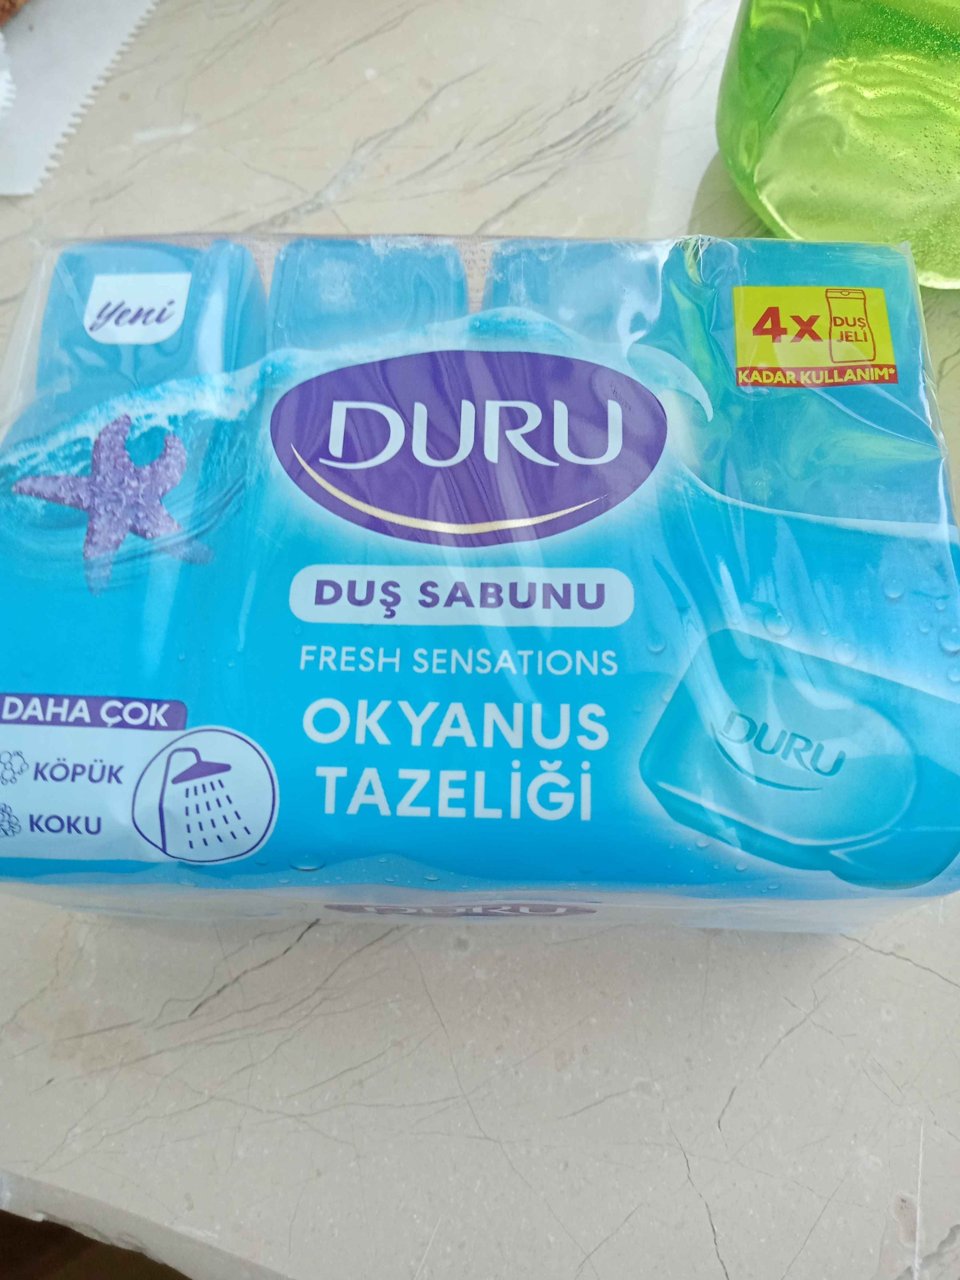 Yeni
4x DUŞ
JELİ
KADAR KULLANIM*
DURU
DUŞ SABUNU
FRESH SENSATIONS
OKYANUS
TAZELİĞİ
DAHA ÇOK
KÖPÜK
KOKU
DURU
DURU